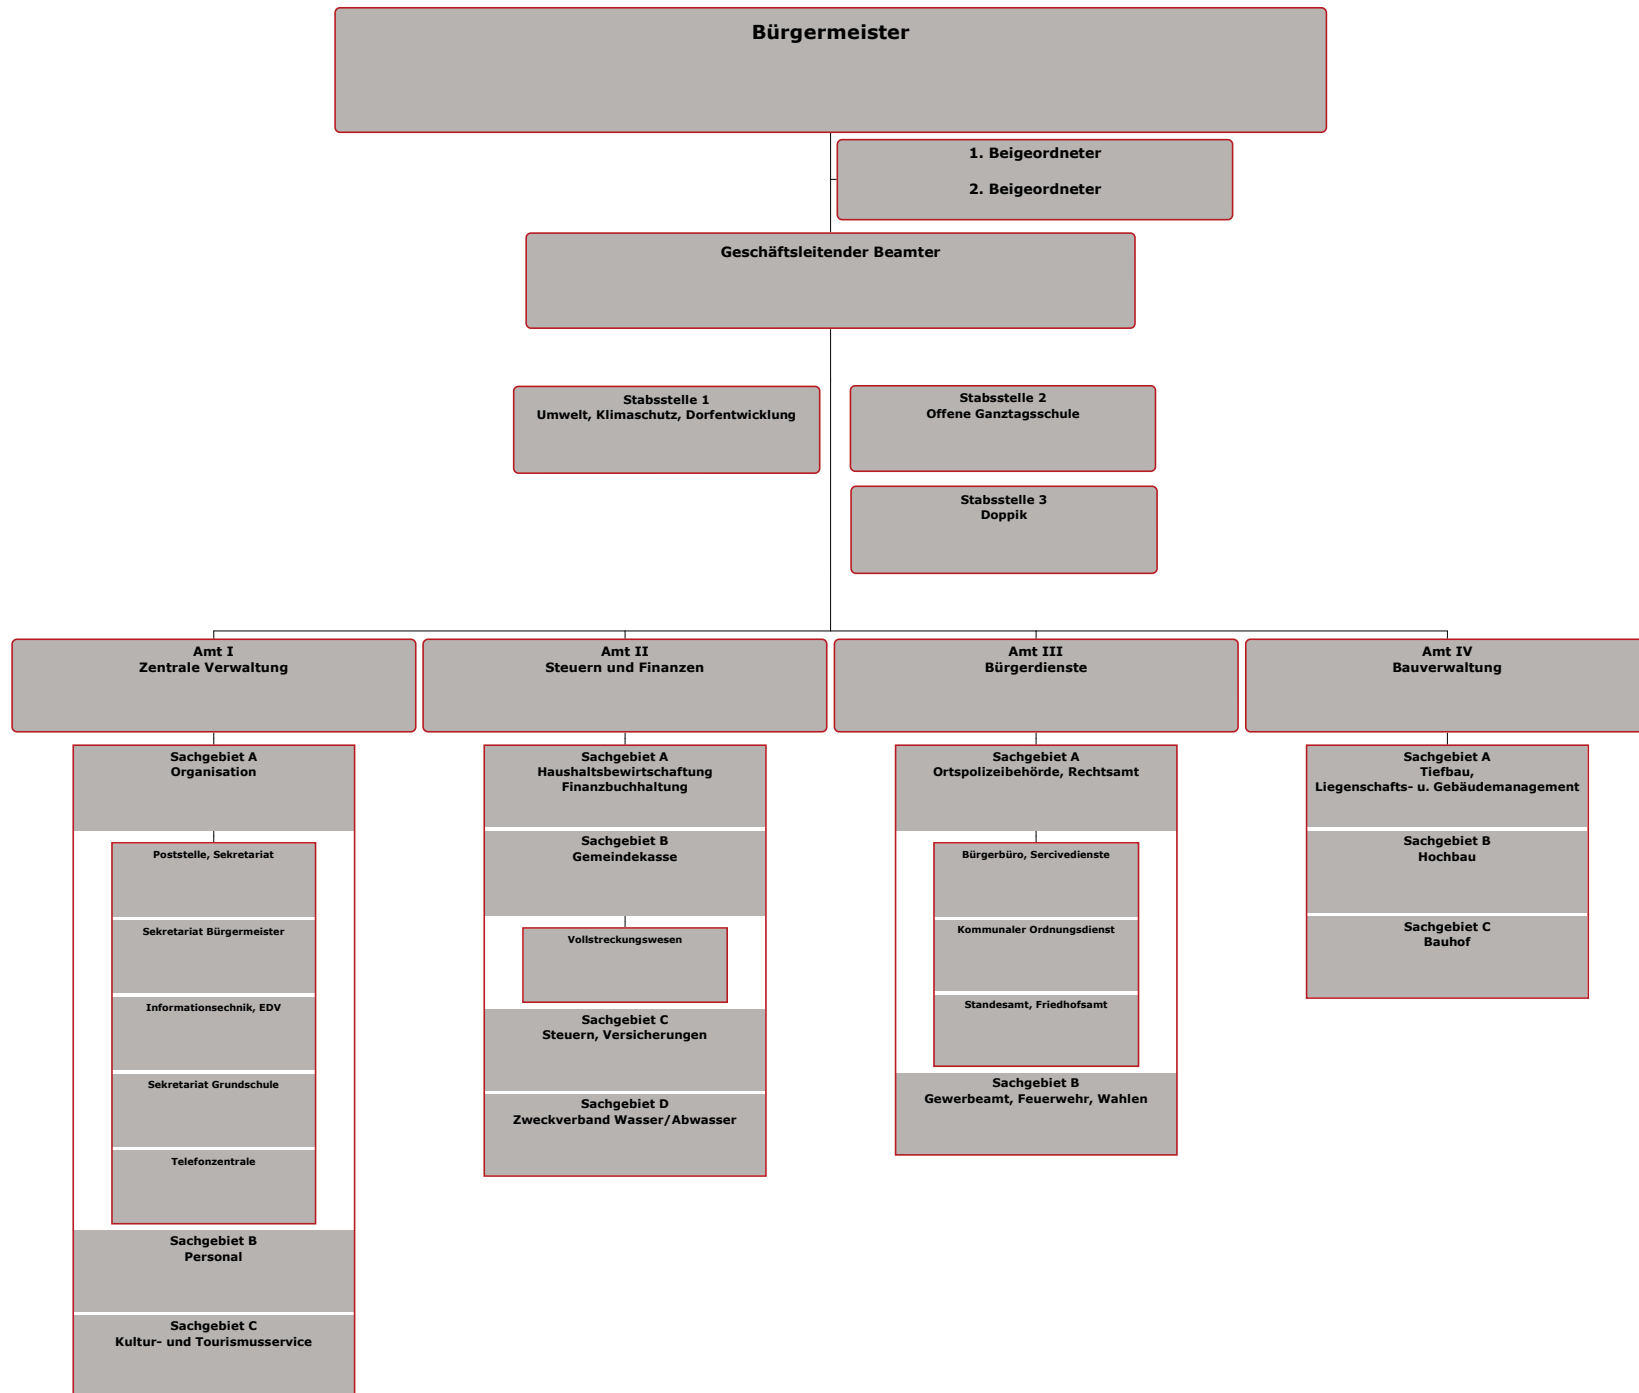 Bürgermeister
1. Beigeordneter
2. Beigeordneter
Geschäftsleitender Beamter
Stabsstelle 1
Umwelt, Klimaschutz, Dorfentwicklung
Stabsstelle 2
Offene Ganztagsschule
Stabsstelle 3
Doppik
Amt I
Zentrale Verwaltung
Amt II
Steuern und Finanzen
Amt III
Bürgerdienste
Amt IV
Bauverwaltung
Sachgebiet A
Organisation
Poststelle, Sekretariat
Sekretariat Bürgermeister
Informationsechnik, EDV
Sekretariat Grundschule
Telefonzentrale
Sachgebiet B
Personal
Sachgebiet C
Kultur- und Tourismusservice
Sachgebiet A
Haushaltsbewirtschaftung
Finanzbuchhaltung
Sachgebiet B
Gemeindekasse
Vollstreckungswesen
Sachgebiet C
Steuern, Versicherungen
Sachgebiet D
Zweckverband Wasser/Abwasser
Sachgebiet A
Ortspolizeibehörde, Rechtsamt
Bürgerbüro, Sercivedienste
Kommunaler Ordnungsdienst
Standesamt, Friedhofsamt
Sachgebiet B
Gewerbeamt, Feuerwehr, Wahlen
Sachgebiet A
Tiefbau,
Liegenschafts- u. Gebäudemanagement
Sachgebiet B
Hochbau
Sachgebiet C
Bauhof